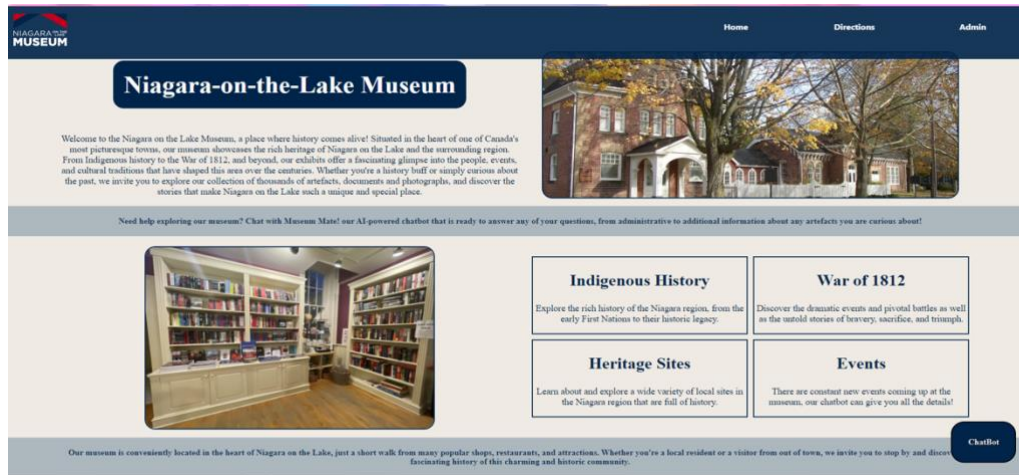 NIAGARA ON THE LAKE
MUSEUM
Home
Directions
Admin
Niagara-on-the-Lake Museum
Welcome to the Niagara on the Lake Museum, a place where history comes alive! Situated in the heart of one of Canada's
most picturesque towns, our museum showcases the rich heritage of Niagara on the Lake and the surrounding region.
From Indigenous history to the War of 1812, and beyond, our exhibits offer a fascinating glimpse into the people, events,
and cultural traditions that have shaped this area over the centuries. Whether you're a history buff or simply curious about
the past, we invite you to explore our collection of thousands of artefacts, documents and photographs, and discover the
stories that make Niagara on the Lake such a unique and special place.
Need help exploring our museum? Chat with Museum Mate! our AI-powered chatbot that is ready to answer any of your questions, from administrative to additional information about any artefacts you are curious about!
Indigenous History
Explore the rich history of the Niagara region, from the
early First Nations to their historic legacy.
War of 1812
Discover the dramatic events and pivotal battles as well
as the untold stories of bravery, sacrifice, and triumph.
Heritage Sites
Learn about and explore a wide variety of local sites in
the Niagara region that are full of history.
Events
There are constant new events coming up at the
museum, our chatbot can give you all the details!
ChatBot
Our museum is conveniently located in the heart of Niagara on the Lake, just a short walk from many popular shops, restaurants, and attractions. Whether you're a local resident or a visitor from out of town, we invite you to stop by and discov
fascinating history of this charming and historic community.